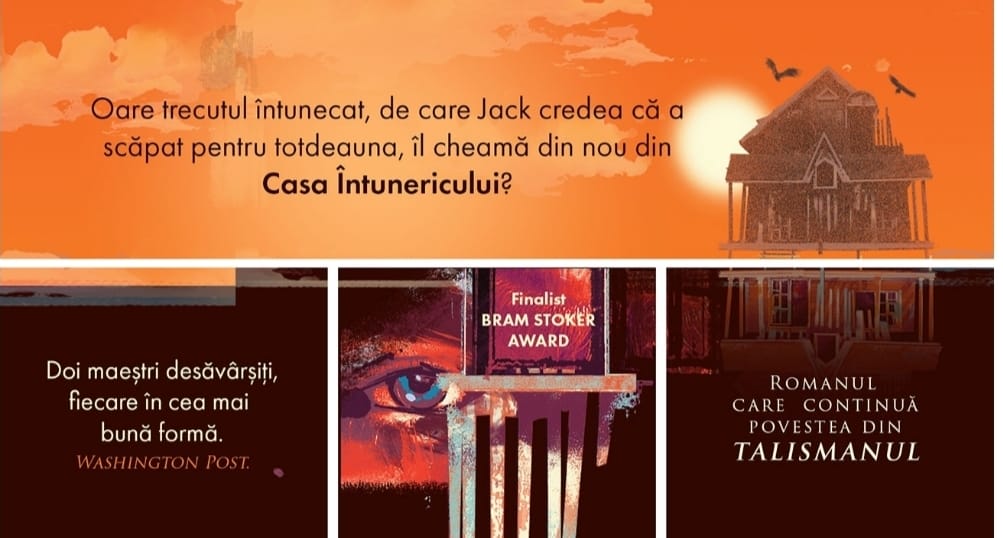 Oare trecutul întunecat, de care Jack credea că a
scăpat pentru totdeauna, îl cheamă din nou din
Casa Întunericului?
Doi maeștri desăvârșiți,
fiecare în cea mai
bună formă.
WASHINGTON POST.
Finalist
BRAM STOKER
AWARD
ROMANUL
CARE CONTINUĂ
POVESTEA DIN
TALISMANUL